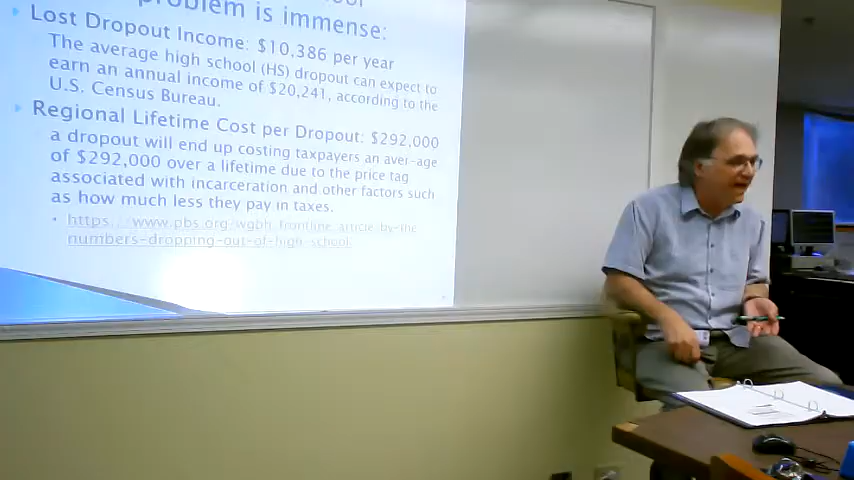 problem is immense:
Lost Dropout Income: $10,386 per year
The average high school (HS) dropout can expect to
earn an annual income of $20,241, according to the
U.S. Census Bureau.
Regional Lifetime Cost per Dropout: $292,000
a dropout will end up costing taxpayers an aver-age
of $292,000 over a lifetime due to the price tag
associated with incarceration and other factors such
as how much less they pay in taxes.
https://www.pbs.org/wgbh/frontline/article/by-the-
numbers-dropping-out-of-high-school